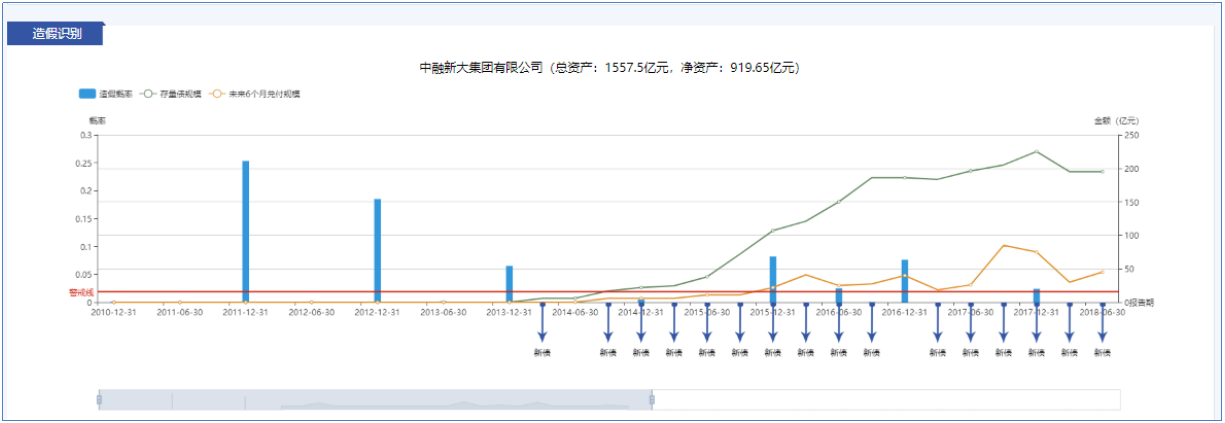 造假识别
中融新大集团有限公司（总资产：1557.5亿元，净资产：919.65亿元）
造假概率 存量债规模 未来6个月兑付规模
概率 金额（亿元）
0.3 250
0.25 200
0.2 150
0.15
0.1 100
0.05 50
警戒线
0 0报告期
2010-12-31 2011-06-30 2011-12-31 2012-06-30 2012-12-31 2013-06-30 2013-12-31 2014-06-30 2014-12-31 2015-06-30 2015-12-31 2016-06-30 2016-12-31 2017-06-30 2017-12-31 2018-06-30
新债 新债 新债 新债 新债 新债 新债 新债 新债 新债 新债 新债 新债 新债 新债 新债